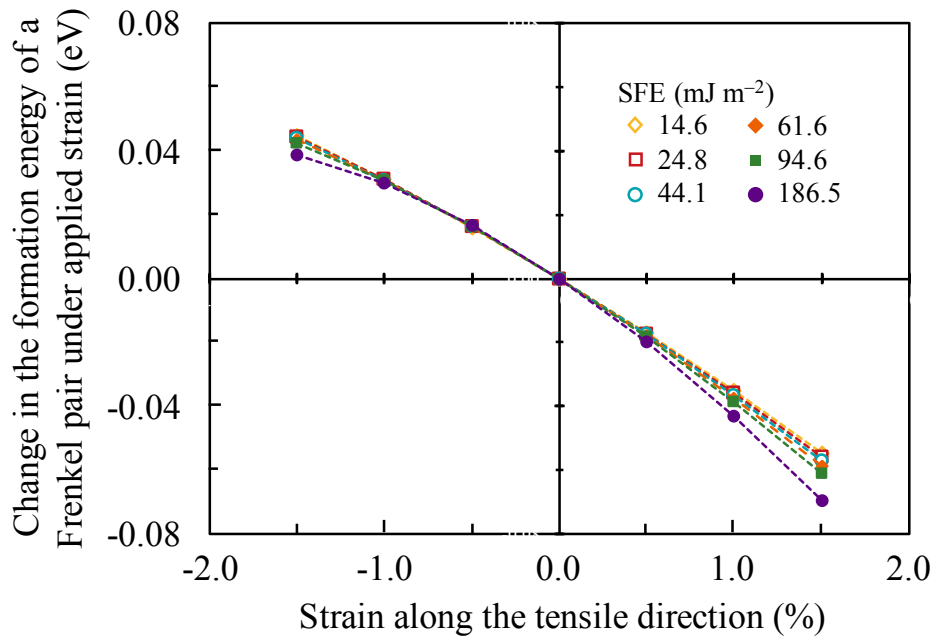 Change in the formation energy of a
Frenkel pair under applied strain (eV)
0.08
0.04
0.00
-0.04
-0.08
SFE (mJ m⁻²)
14.6 61.6
24.8 94.6
44.1 186.5
-2.0 -1.0 0.0 1.0 2.0
Strain along the tensile direction (%)